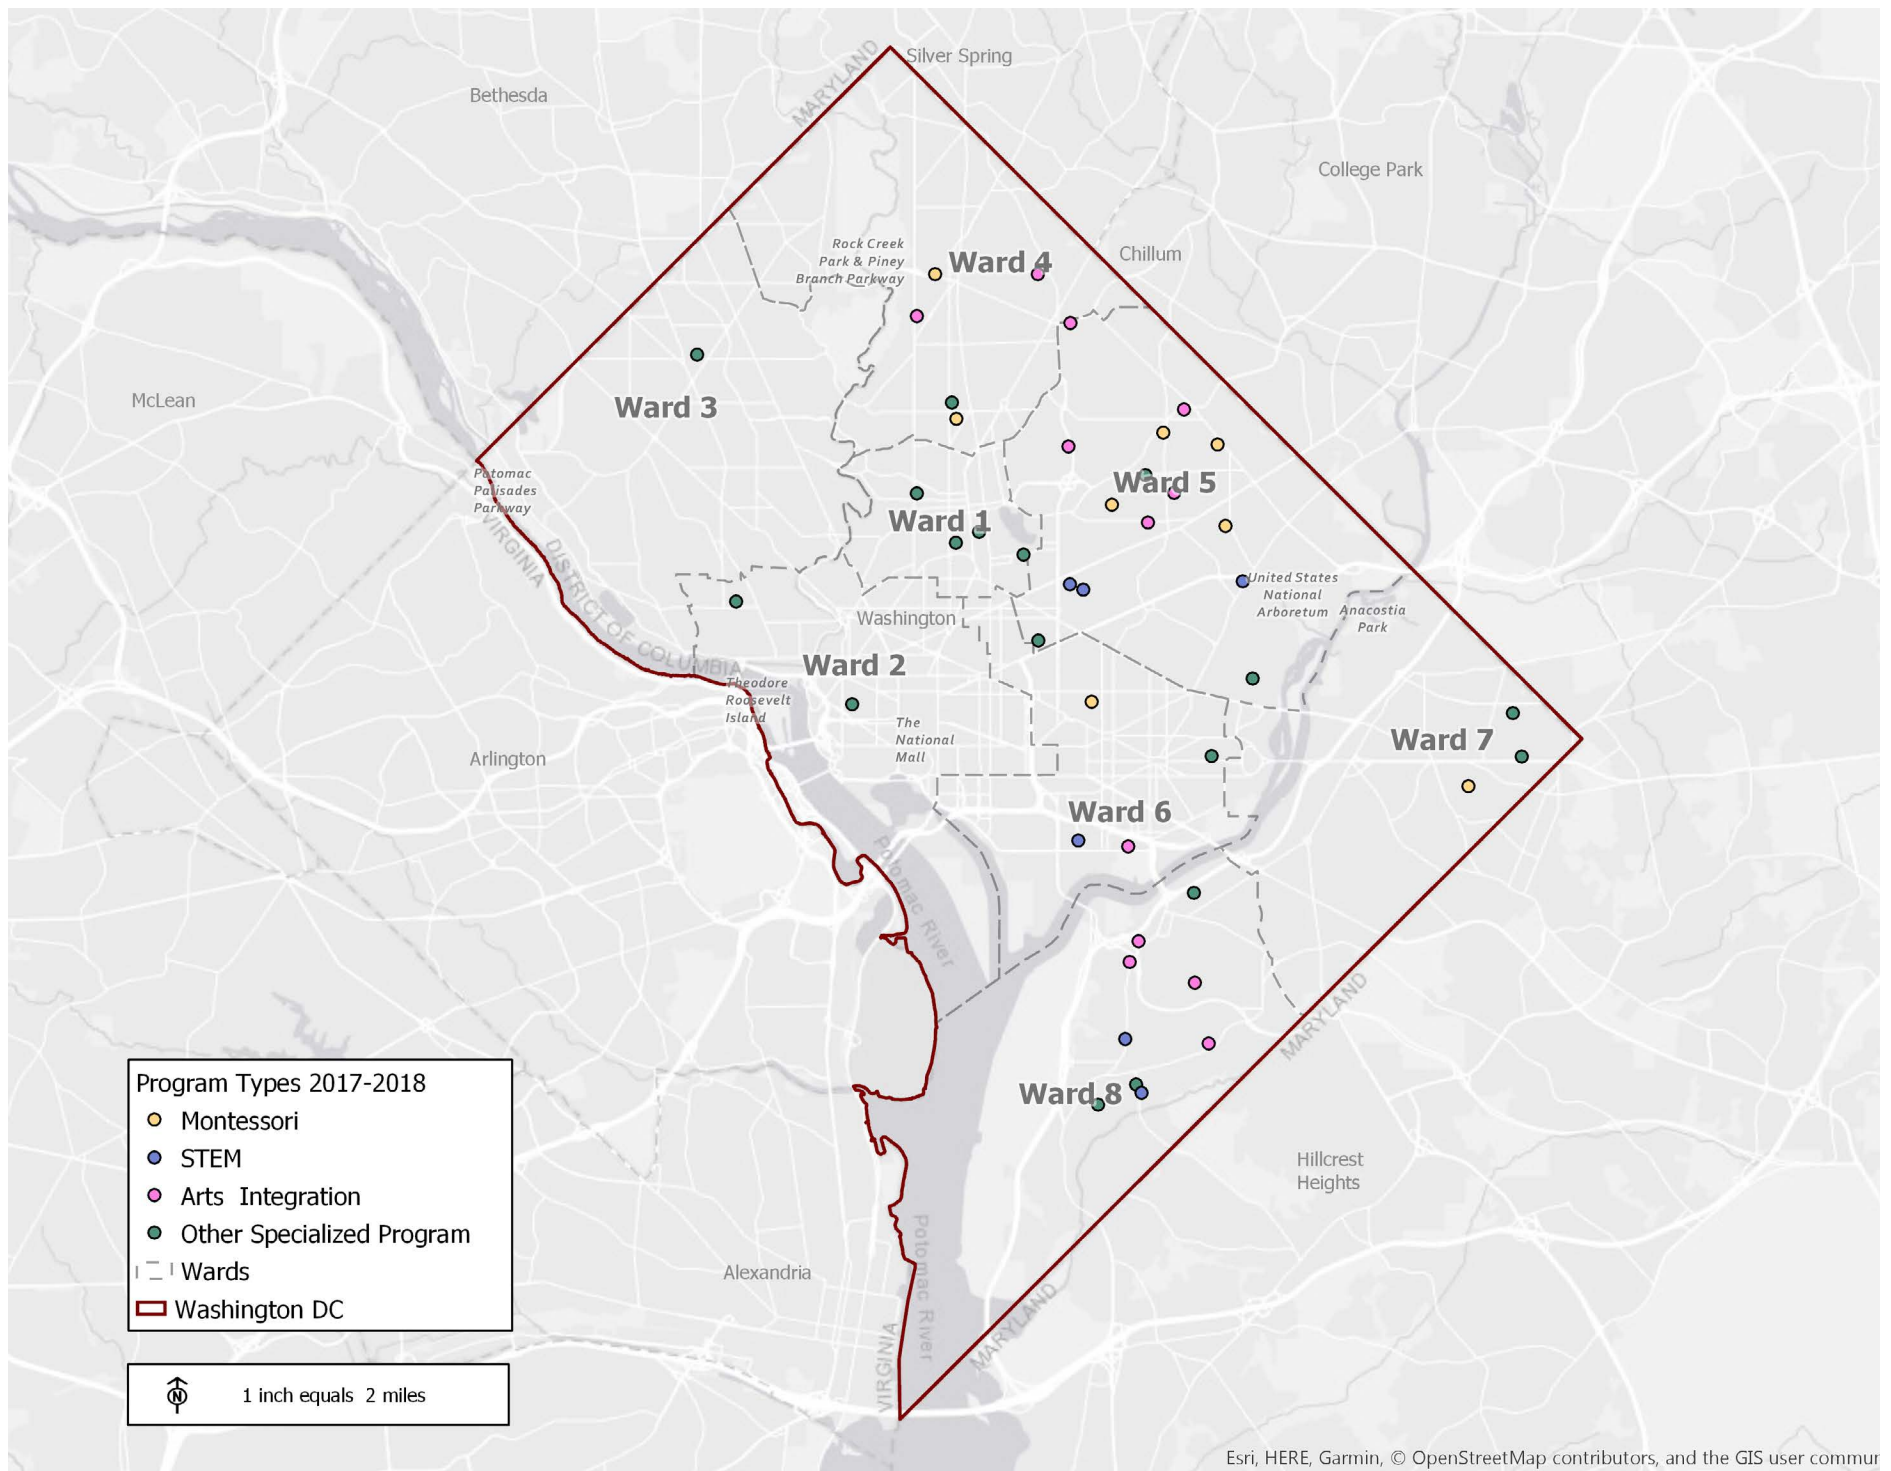 Silver Spring
MARYLAND
Bethesda
College Park
Rock Creek
Park & Piney
Branch Parkway
Ward 4
Chillum
McLean
Ward 3
Potomac
Palisades
Parkway
Ward 5
Ward 1
VIRGINIA
DISTRICT OF COLUMBIA
United States
National
Arboretum
Anacostia
Park
Washington
Ward 2
Theodore
Roosevelt
Island
The
National
Mall
Ward 7
Arlington
Ward 6
Potomac River
MARYLAND
Ward 8
Program Types 2017-2018
Montessori
STEM
Arts Integration
Other Specialized Program
Wards
Washington DC
Hillcrest
Heights
Alexandria
Potomac River
MARYLAND
VIRGINIA
N
1 inch equals 2 miles
Esri, HERE, Garmin, © OpenStreetMap contributors, and the GIS user commun